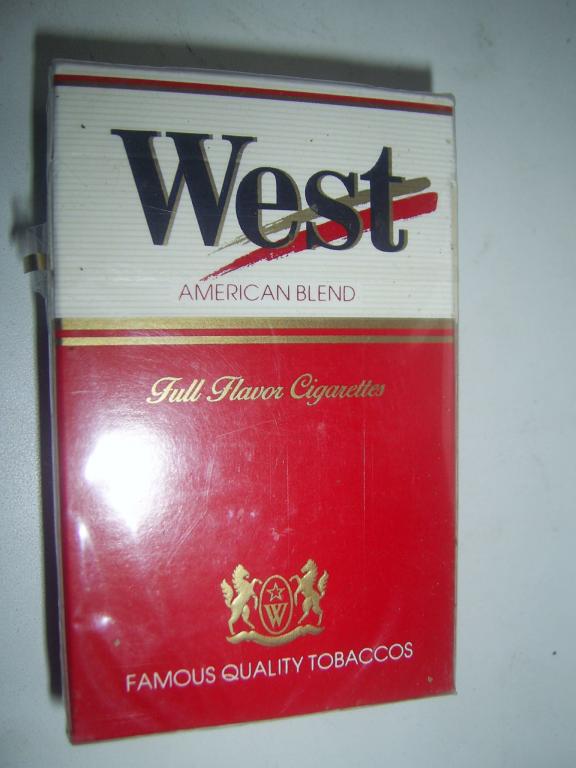 West
AMERICAN BLEND
Full Flavor Cigarettes
W
FAMOUS QUALITY TOBACCOS